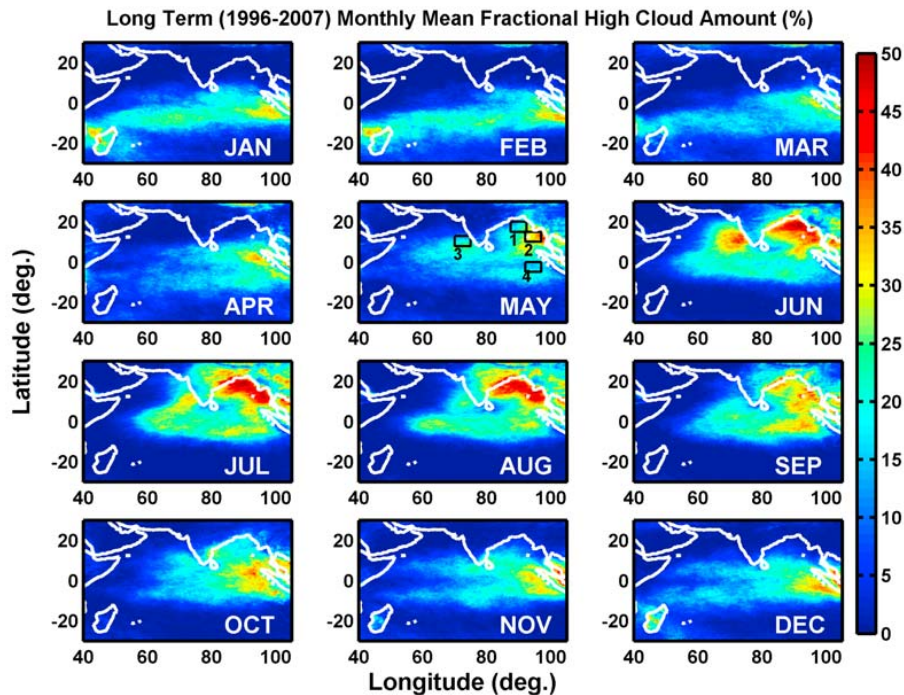 Long Term (1996-2007) Monthly Mean Fractional High Cloud Amount (%)
20
0
-20
JAN
40 60 80 100
20
0
-20
FEB
40 60 80 100
20
0
-20
MAR
40 60 80 100
20
0
-20
APR
40 60 80 100
20
0
-20
1
2
3
4
MAY
40 60 80 100
20
0
-20
JUN
40 60 80 100
20
0
-20
JUL
40 60 80 100
20
0
-20
AUG
40 60 80 100
20
0
-20
SEP
40 60 80 100
20
0
-20
OCT
40 60 80 100
20
0
-20
NOV
40 60 80 100
20
0
-20
DEC
40 60 80 100
50
45
40
35
30
25
20
15
10
5
0
Latitude (deg.)
Longitude (deg.)